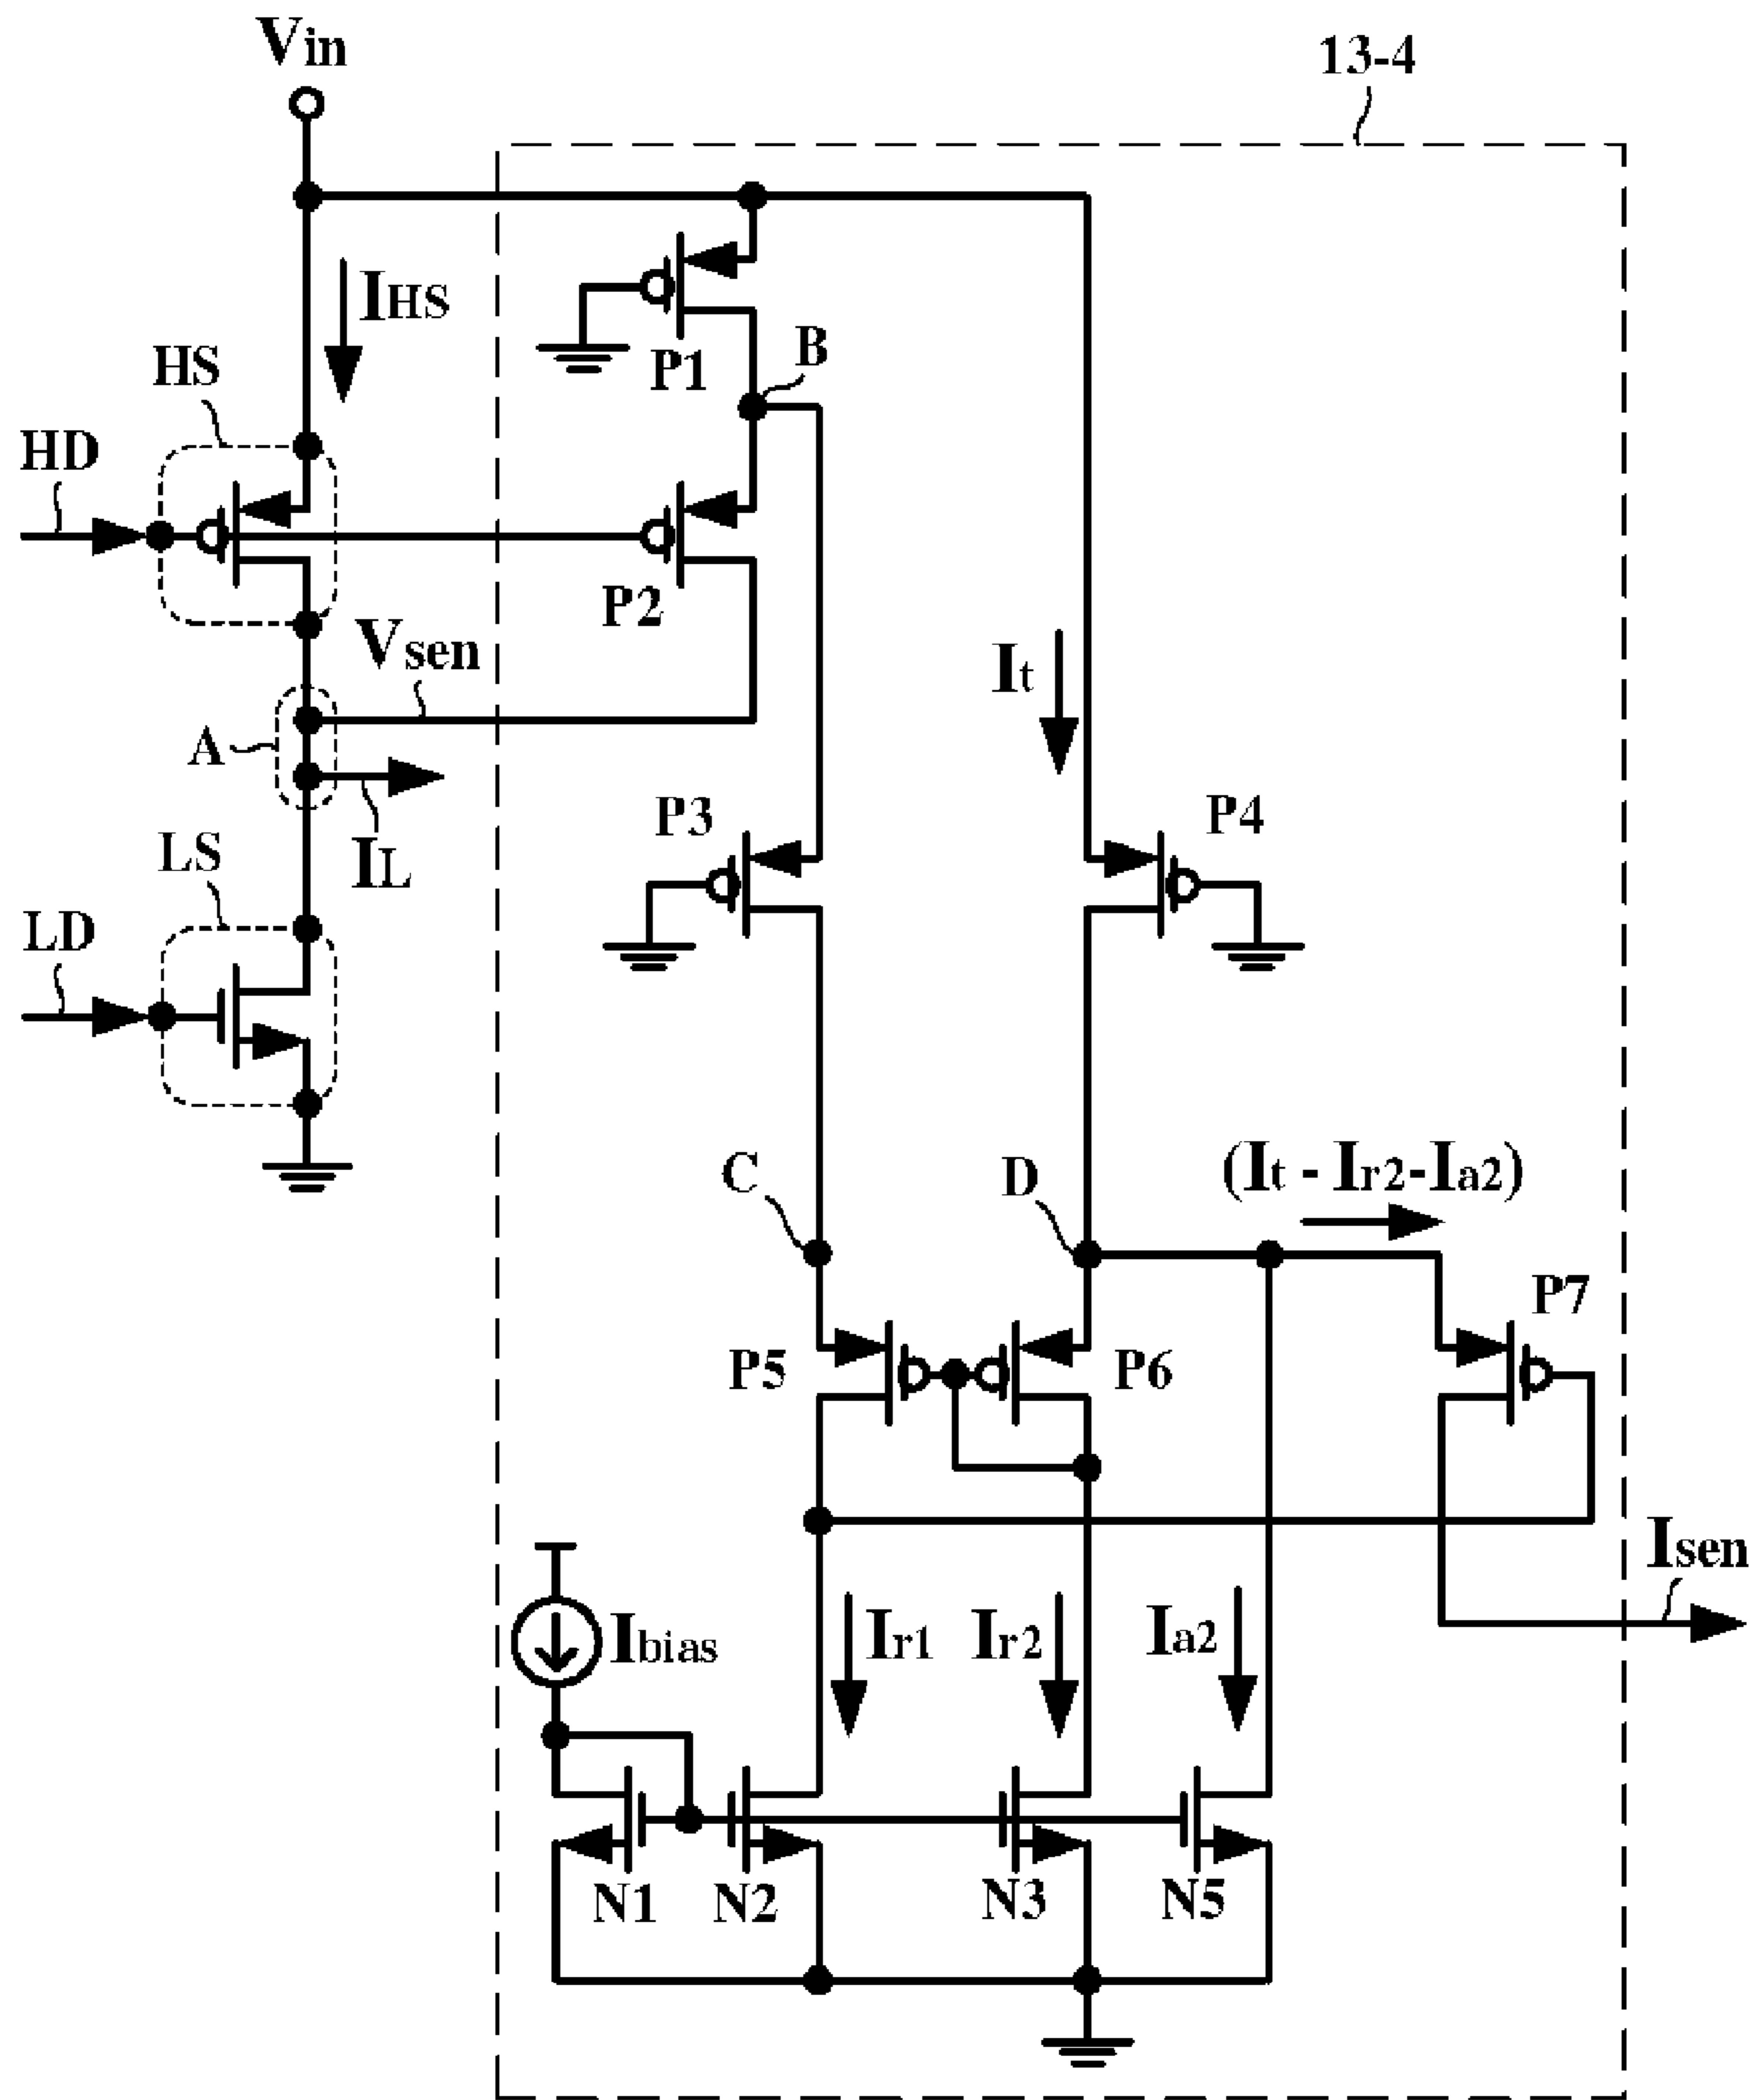 Vin
13-4
IHS
HS
P1
B
HD
P2
Vsen
It
A
P3
P4
IL
LS
LD
C
D
(It - Ir2-Ia2)
P7
P5
P6
Isen
Ibias
Ir1
Ir2
Ia2
N1
N2
N3
N5